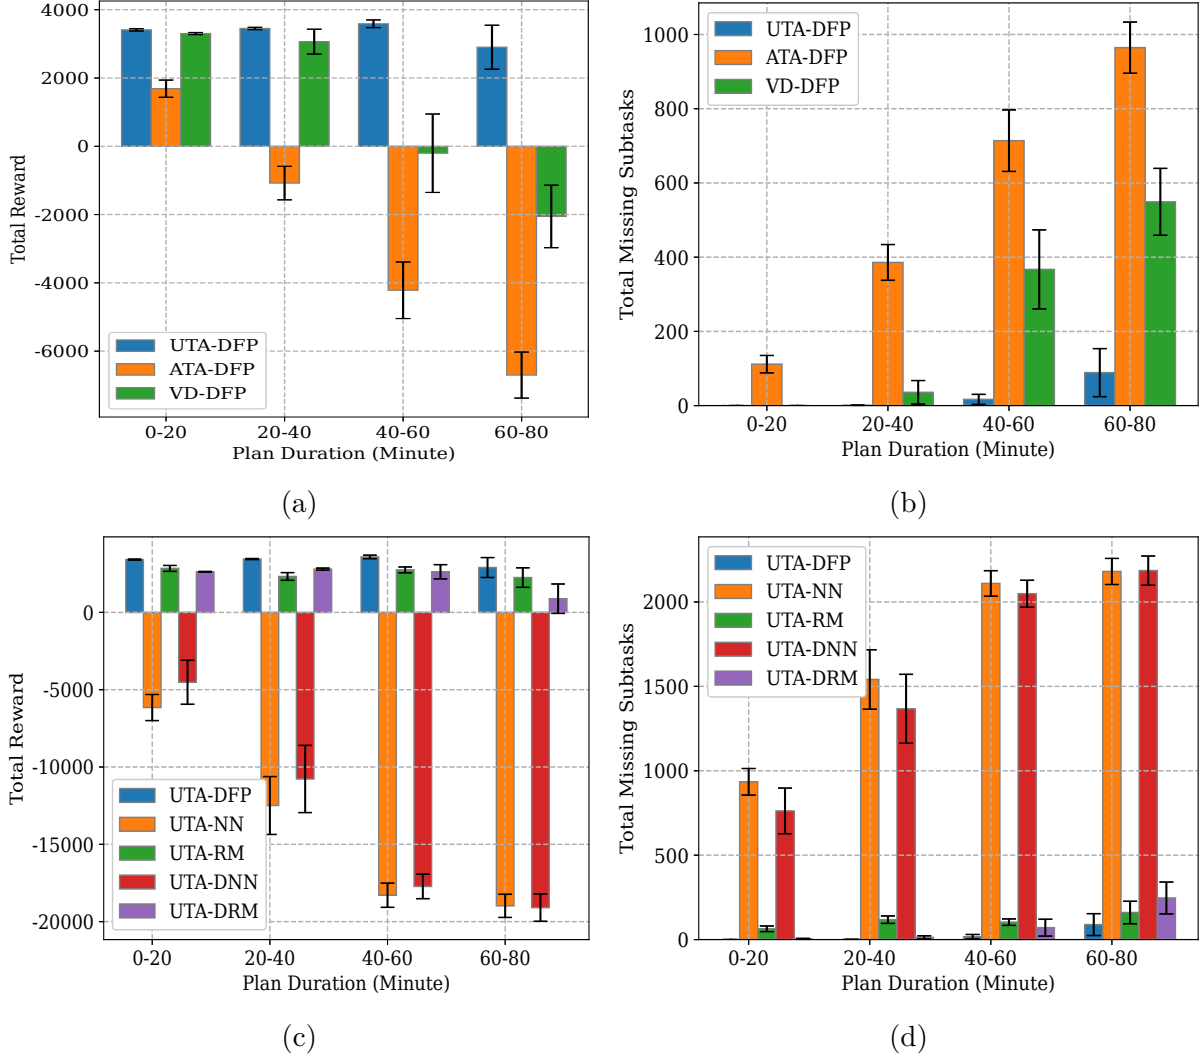 4000
2000
0
-2000
-4000
-6000
Total Reward
UTA-DFP
ATA-DFP
VD-DFP
0-20 20-40 40-60 60-80
Plan Duration (Minute)
(a)
1000
800
600
400
200
0
Total Missing Subtasks
UTA-DFP
ATA-DFP
VD-DFP
0-20 20-40 40-60 60-80
Plan Duration (Minute)
(b)
0
-5000
-10000
-15000
-20000
Total Reward
UTA-DFP
UTA-NN
UTA-RM
UTA-DNN
UTA-DRM
0-20 20-40 40-60 60-80
Plan Duration (Minute)
(c)
2000
1500
1000
500
0
Total Missing Subtasks
UTA-DFP
UTA-NN
UTA-RM
UTA-DNN
UTA-DRM
0-20 20-40 40-60 60-80
Plan Duration (Minute)
(d)